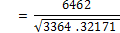 = 6462 / √3364 .32171